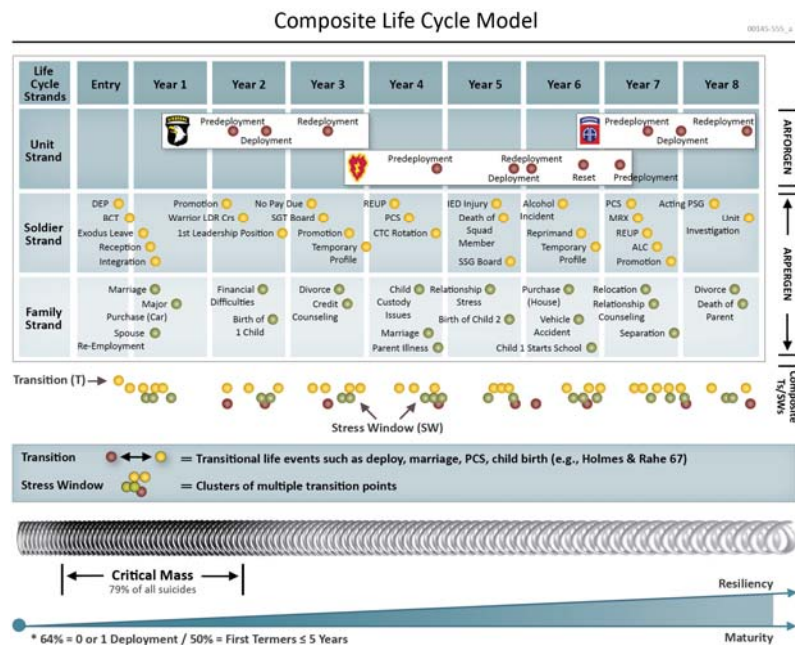 Composite Life Cycle Model
00145-555_a
Life Cycle Strands
Entry
Year 1
Year 2
Year 3
Year 4
Year 5
Year 6
Year 7
Year 8
Unit Strand
Predeployment
Deployment
Redeployment
Predeployment
Deployment
Redeployment
Reset
Predeployment
Predeployment
Deployment
Redeployment
ARFORGEN
Soldier Strand
DEP
BCT
Exodus Leave
Reception
Integration
Promotion
Warrior LDR Crs
1st Leadership Position
No Pay Due
SGT Board
Promotion
Temporary Profile
REUP
PCS
CTC Rotation
IED Injury
Death of Squad Member
SSG Board
Alcohol Incident
Reprimand
Temporary Profile
PCS
MRX
REUP
ALC
Promotion
Acting PSG
Unit Investigation
ARPERGEN
Family Strand
Marriage
Major Purchase (Car)
Spouse Re-Employment
Financial Difficulties
Birth of 1 Child
Divorce
Credit Counseling
Child Custody Issues
Marriage
Parent Illness
Relationship Stress
Birth of Child 2
Purchase (House)
Vehicle Accident
Child 1 Starts School
Relocation
Relationship Counseling
Separation
Divorce
Death of Parent
Transition (T)
Stress Window (SW)
Composite Ts/SWs
Transition = Transitional life events such as deploy, marriage, PCS, child birth (e.g., Holmes & Rahe 67)
Stress Window = Clusters of multiple transition points
Critical Mass
79% of all suicides
Resiliency
Maturity
* 64% = 0 or 1 Deployment / 50% = First Termers ≤ 5 Years